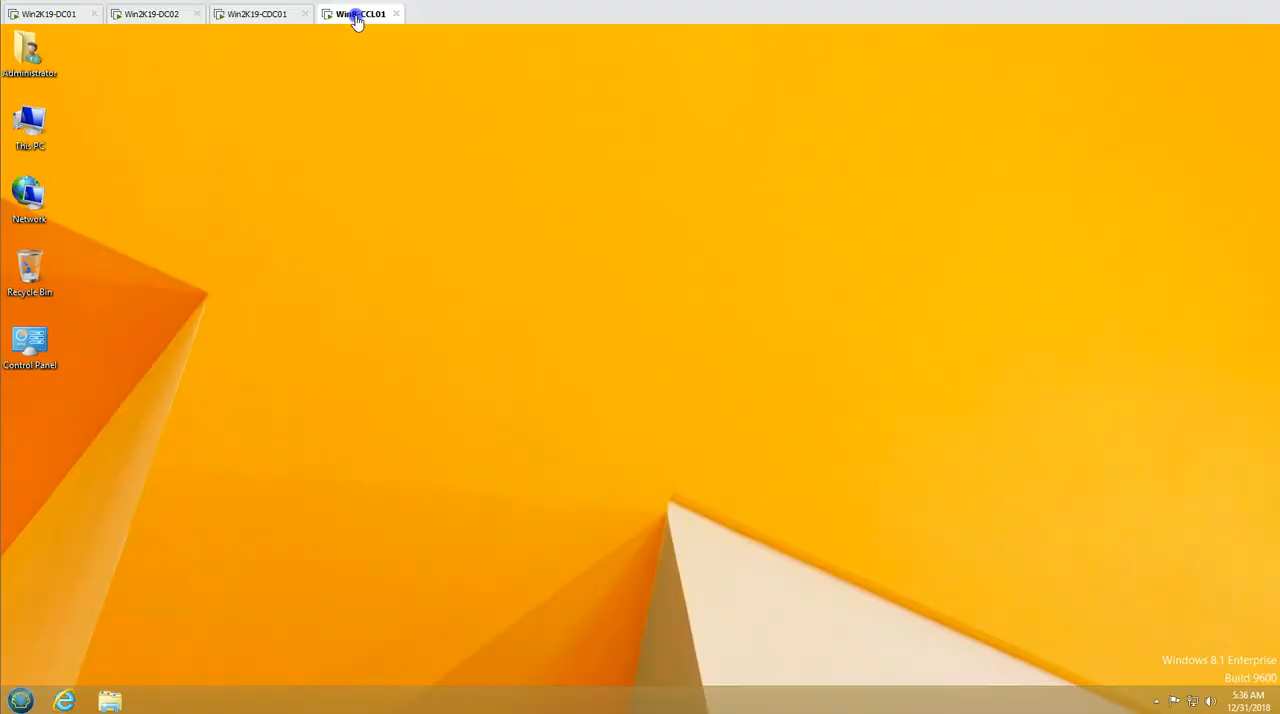 Win2K19-DC01
Win2K19-DC02
Win2K19-CDC01
Win8-CCL01
Administrator
This PC
Network
Recycle Bin
Control Panel
Windows 8.1 Enterprise
Build 9600
5:36 AM
12/31/2018